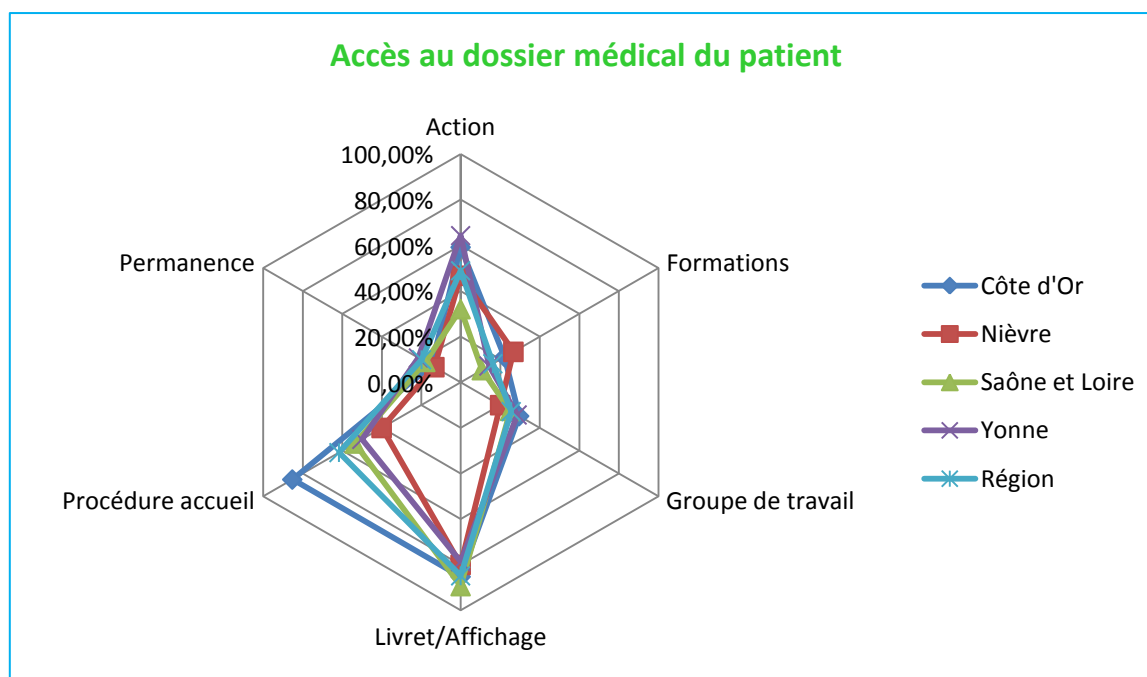 Accès au dossier médical du patient
Action
100,00%
80,00%
60,00%
40,00%
20,00%
0,00%
Permanence
Formations
Procédure accueil
Groupe de travail
Livret/Affichage
Côte d'Or
Nièvre
Saône et Loire
Yonne
Région